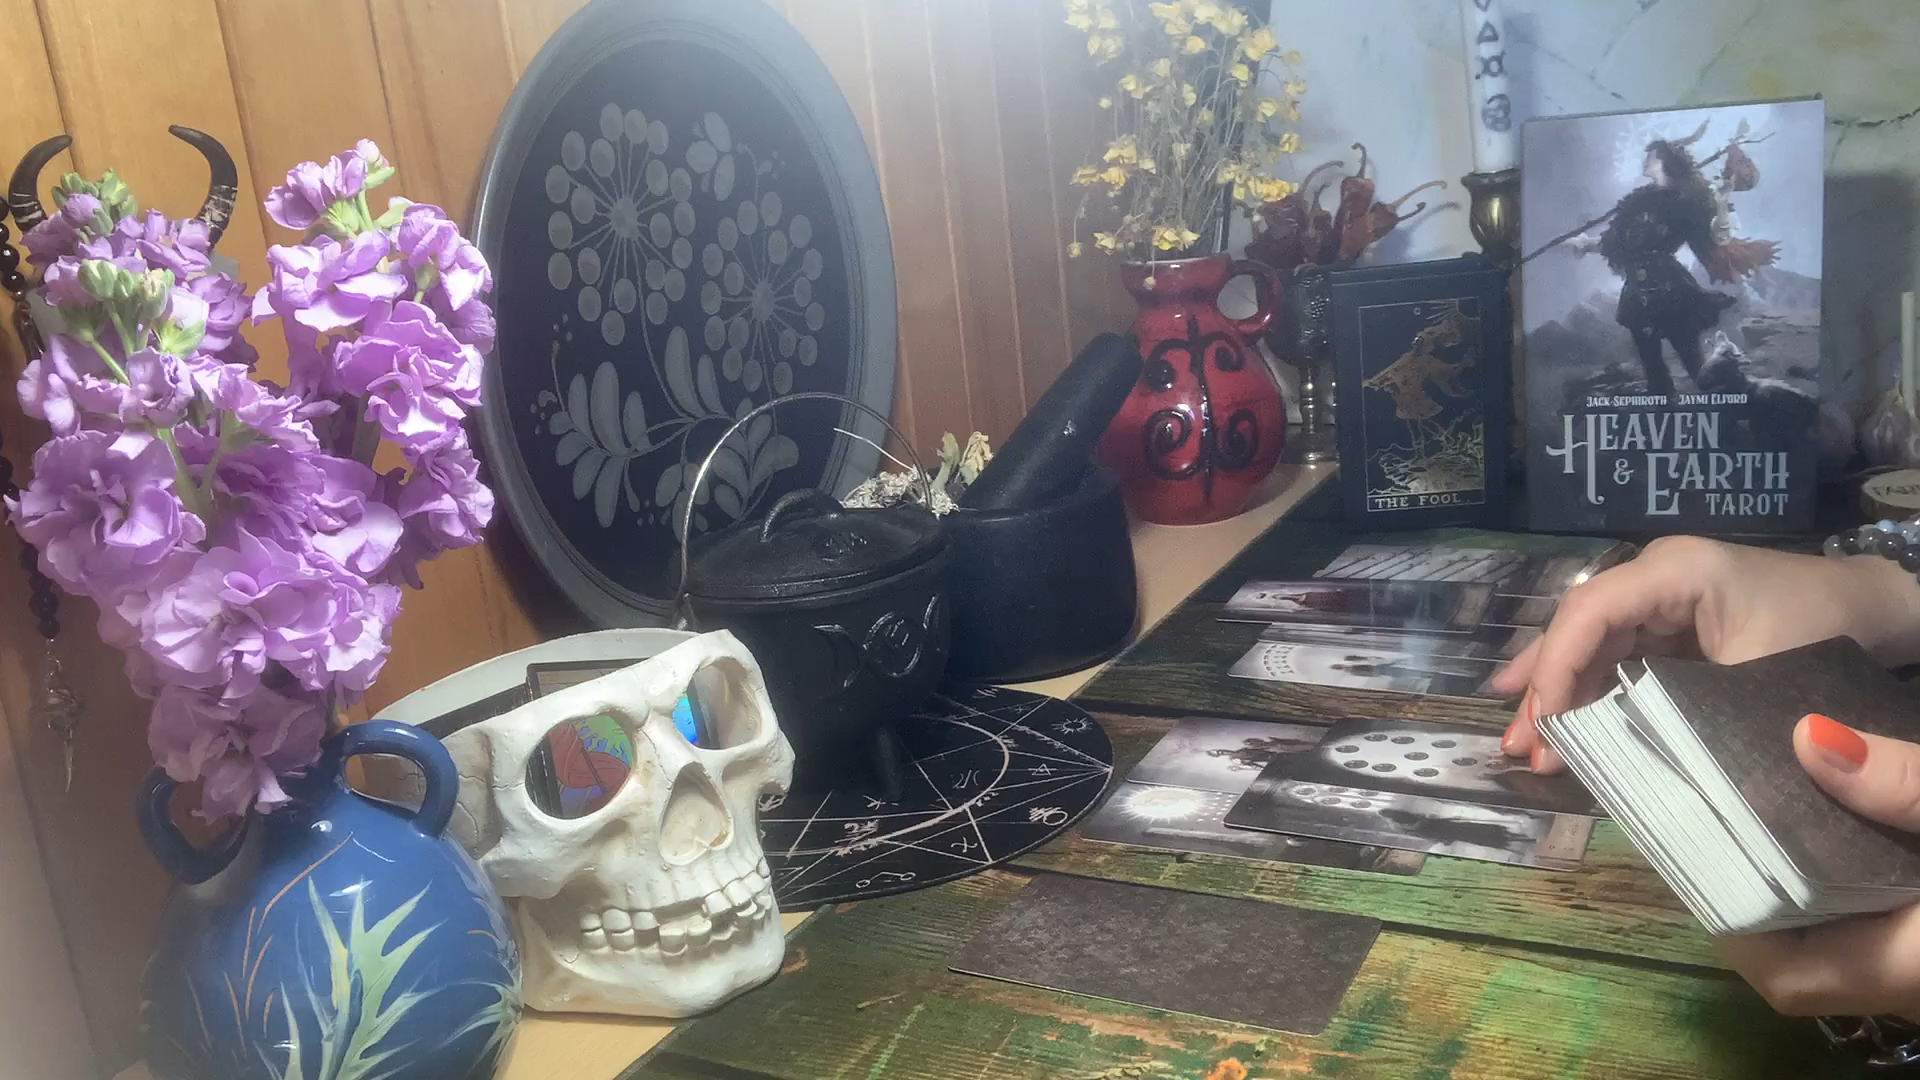 THE FOOL.
JACK SEPHIROTH JAYMI ELFORD
HEAVEN
& EARTH
TAROT